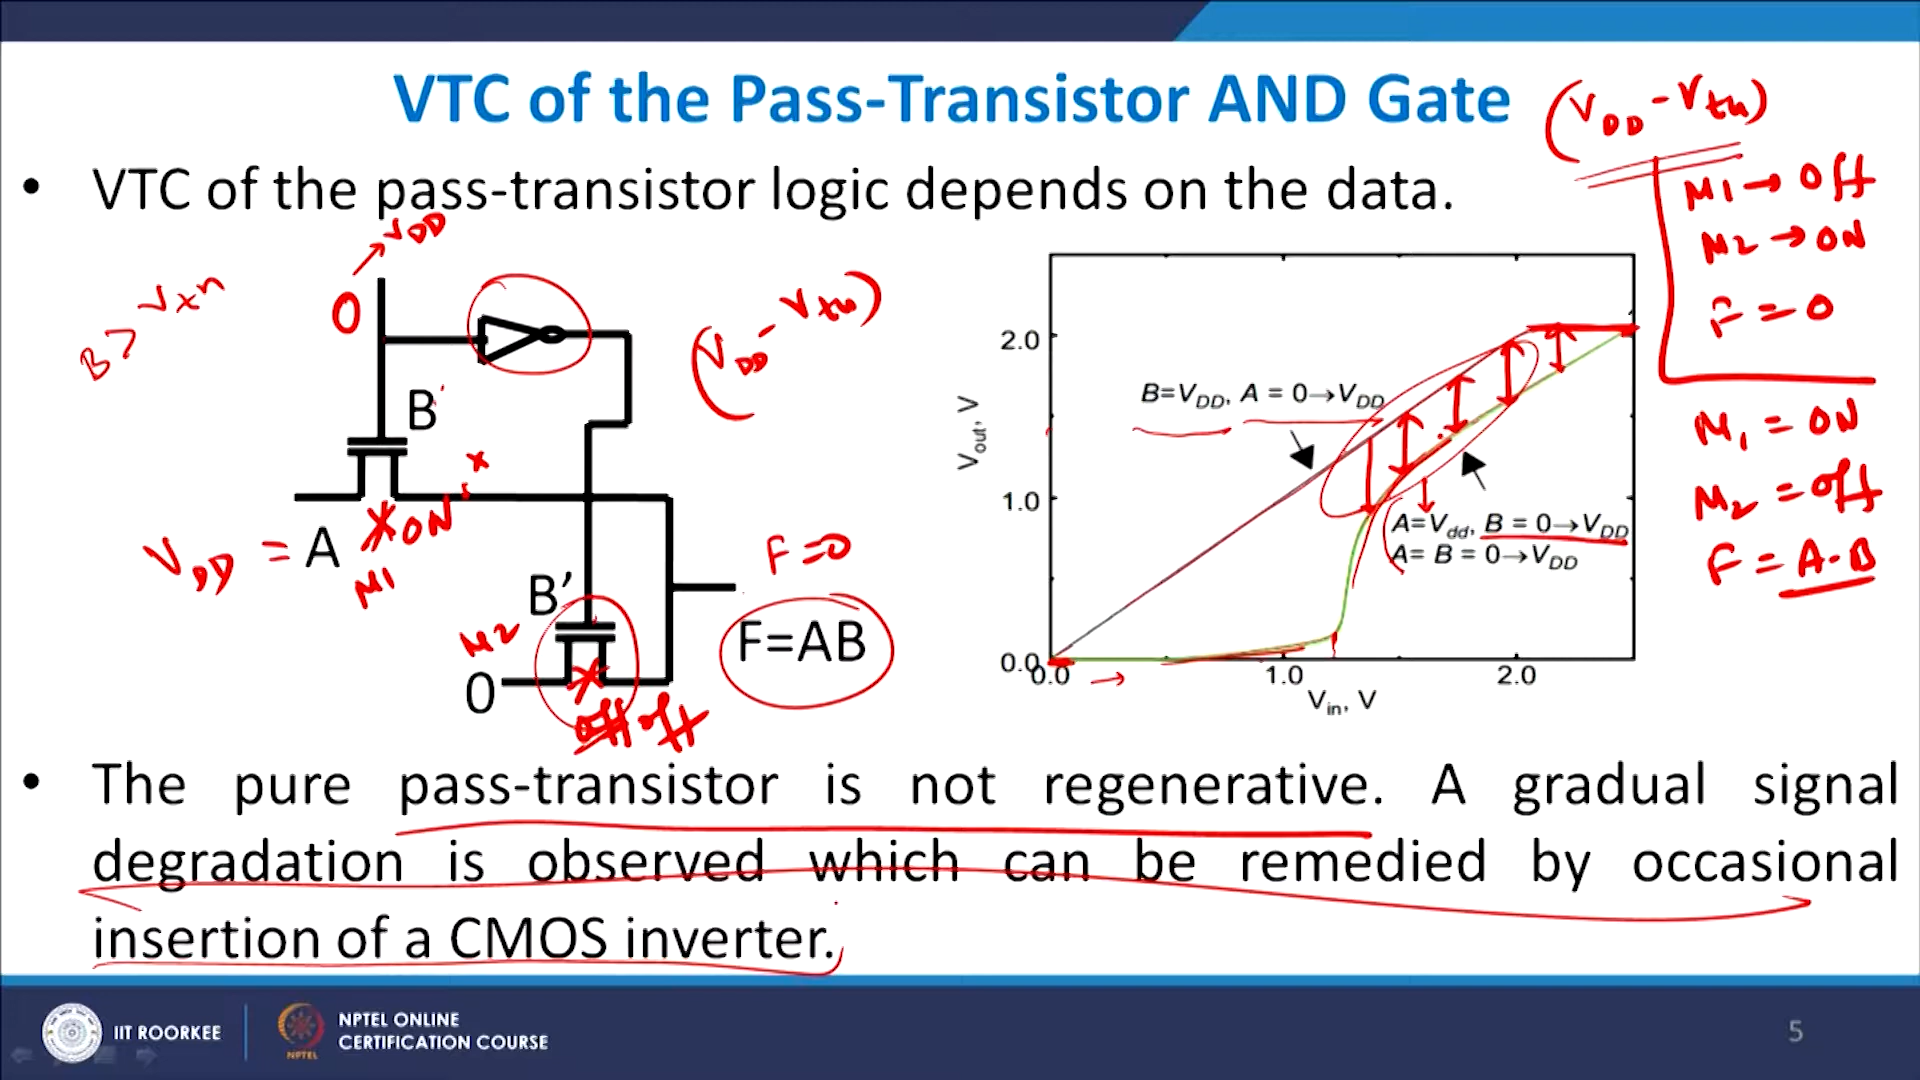 VTC of the Pass-Transistor AND Gate
(VDD - Vtn)
• VTC of the pass-transistor logic depends on the data.
M1 → Off
M2 → ON
F = 0
→ VDD
0
B > Vtn
(VDD - Vtn)
B
A
VDD =
ON
M1
B'
M2
0
off off
F = 0
F=AB
2.0
1.0
0.0
0.0
1.0
2.0
Vout, V
Vin, V
B=VDD, A = 0→VDD
A=Vdd, B = 0→VDD
A= B = 0→VDD
M1 = ON
M2 = off
F = A·B
• The pure pass-transistor is not regenerative. A gradual signal
degradation is observed which can be remedied by occasional
insertion of a CMOS inverter.
IIT ROORKEE
NPTEL
NPTEL ONLINE
CERTIFICATION COURSE
5